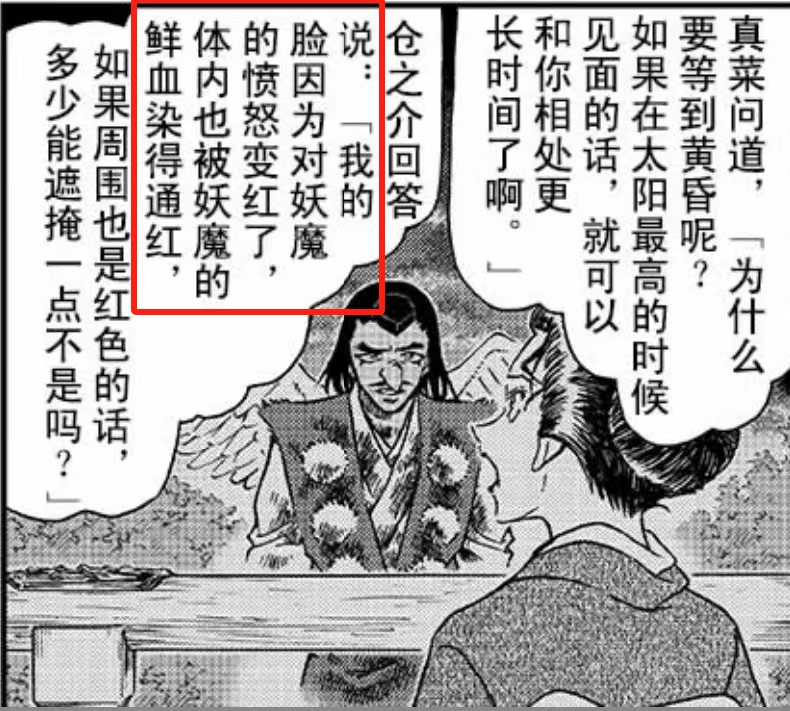 真菜问道，「为什么
要等到黄昏呢？
如果在太阳最高的时候
见面的话，就可以
和你相处更
长时间了啊。」
仓之介回答
说：「我的
脸因为对妖魔
的愤怒变红了，
体内也被妖魔的
鲜血染得通红，
如果周围也是红色的话，
多少能遮掩一点不是吗？」